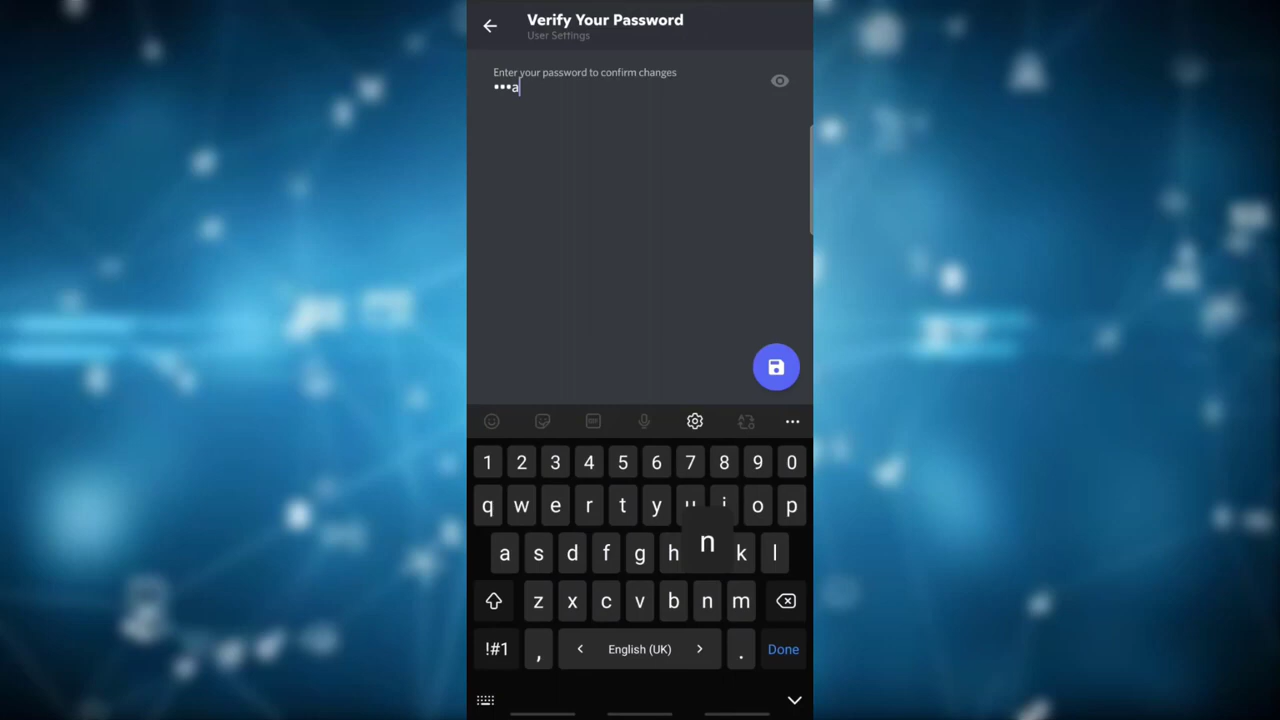 Verify Your Password
User Settings
Enter your password to confirm changes
•••a
1 2 3 4 5 6 7 8 9 0
q w e r t y u i o p
n
a s d f g h k l
z x c v b n m
!#1 , < English (UK) > . Done